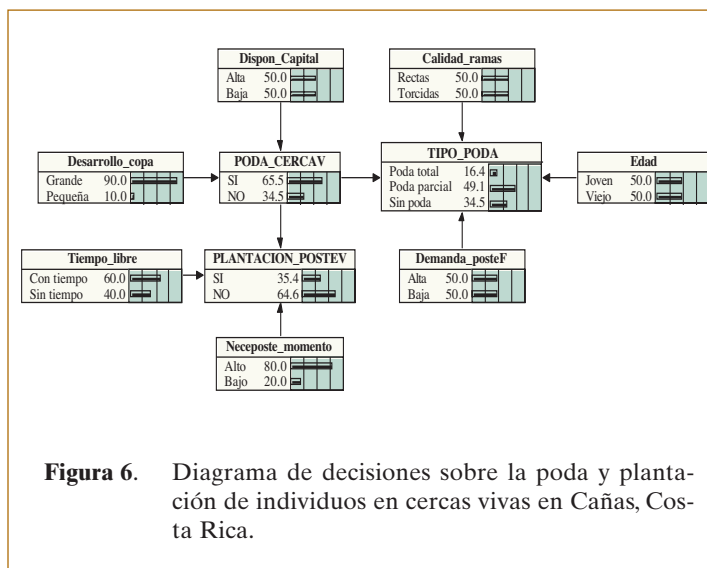 Dispon_Capital
Alta 50.0
Baja 50.0
Calidad_ramas
Rectas 50.0
Torcidas 50.0
Desarrollo_copa
Grande 90.0
Pequeña 10.0
PODA_CERCAV
SI 65.5
NO 34.5
TIPO_PODA
Poda total 16.4
Poda parcial 49.1
Sin poda 34.5
Edad
Joven 50.0
Viejo 50.0
Tiempo_libre
Con tiempo 60.0
Sin tiempo 40.0
PLANTACION_POSTEV
SI 35.4
NO 64.6
Demanda_posteF
Alta 50.0
Baja 50.0
Neceposte_momento
Alto 80.0
Bajo 20.0
Figura 6. Diagrama de decisiones sobre la poda y planta-
ción de individuos en cercas vivas en Cañas, Cos-
ta Rica.